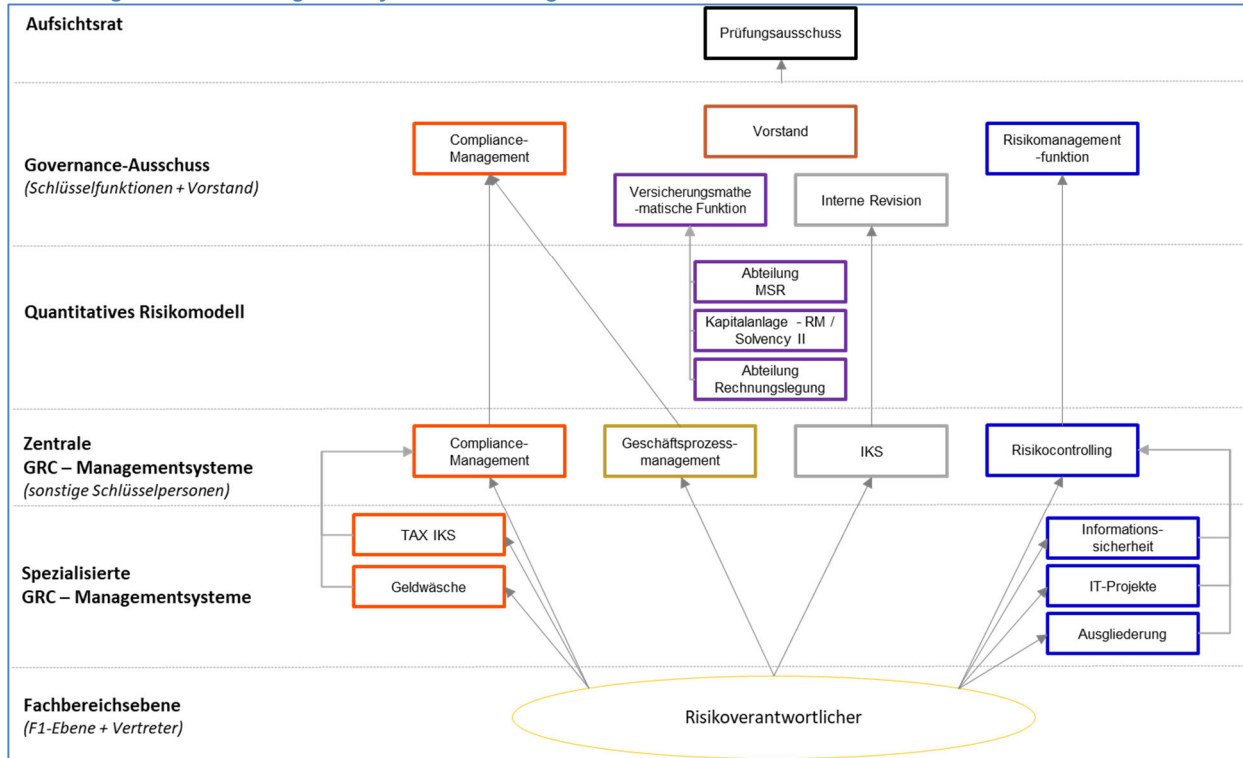 Aufsichtsrat
Prüfungsausschuss
Governance-Ausschuss
(Schlüsselfunktionen + Vorstand)
Compliance-
Management
Vorstand
Risikomanagement
-funktion
Versicherungsmathe
-matische Funktion
Interne Revision
Quantitatives Risikomodell
Abteilung
MSR
Kapitalanlage - RM /
Solvency II
Abteilung
Rechnungslegung
Zentrale
GRC – Managementsysteme
(sonstige Schlüsselpersonen)
Compliance-
Management
Geschäftsprozess-
management
IKS
Risikocontrolling
Spezialisierte
GRC – Managementsysteme
TAX IKS
Geldwäsche
Informations-
sicherheit
IT-Projekte
Ausgliederung
Fachbereichsebene
(F1-Ebene + Vertreter)
Risikoverantwortlicher